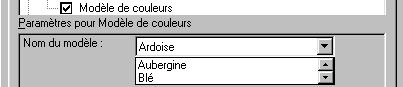 Modèle de couleurs
Paramètres pour Modèle de couleurs
Nom du modèle : Ardoise
Aubergine
Blé